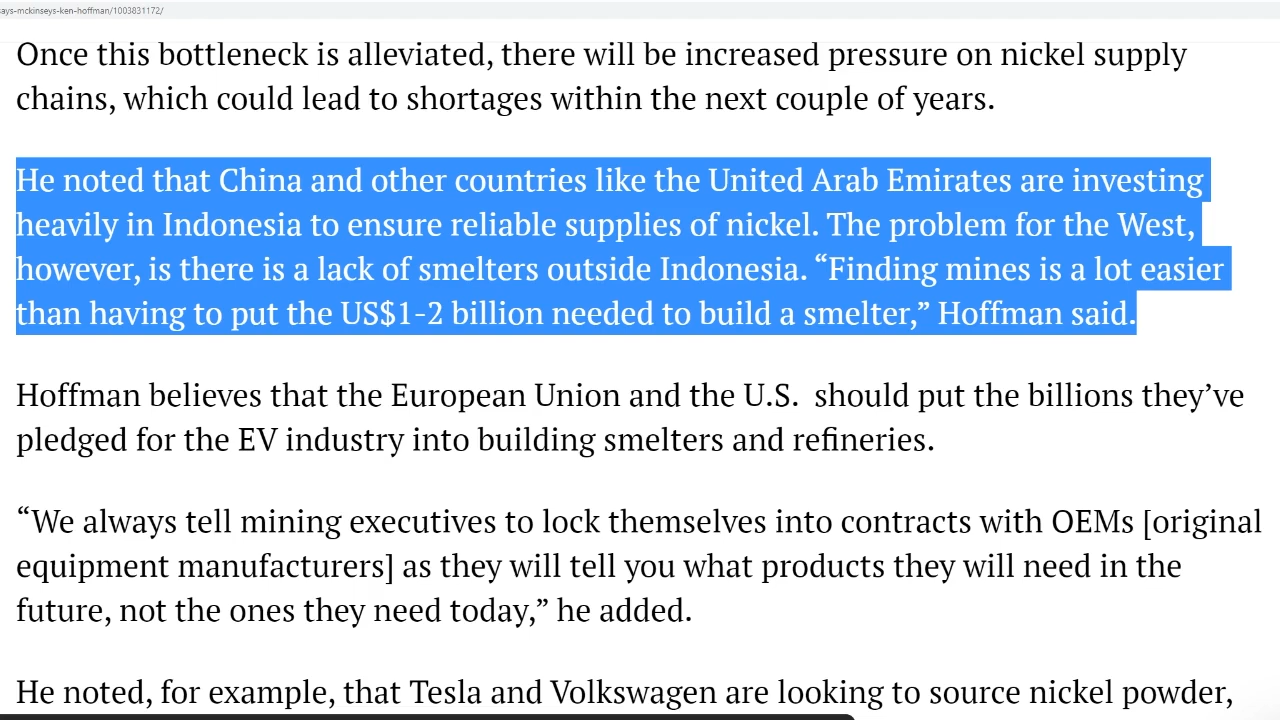 says-mckinseys-ken-hoffman/1003831172/
Once this bottleneck is alleviated, there will be increased pressure on nickel supply
chains, which could lead to shortages within the next couple of years.
He noted that China and other countries like the United Arab Emirates are investing
heavily in Indonesia to ensure reliable supplies of nickel. The problem for the West,
however, is there is a lack of smelters outside Indonesia. “Finding mines is a lot easier
than having to put the US$1-2 billion needed to build a smelter,” Hoffman said.
Hoffman believes that the European Union and the U.S.  should put the billions they’ve
pledged for the EV industry into building smelters and refineries.
“We always tell mining executives to lock themselves into contracts with OEMs [original
equipment manufacturers] as they will tell you what products they will need in the
future, not the ones they need today,” he added.
He noted, for example, that Tesla and Volkswagen are looking to source nickel powder,